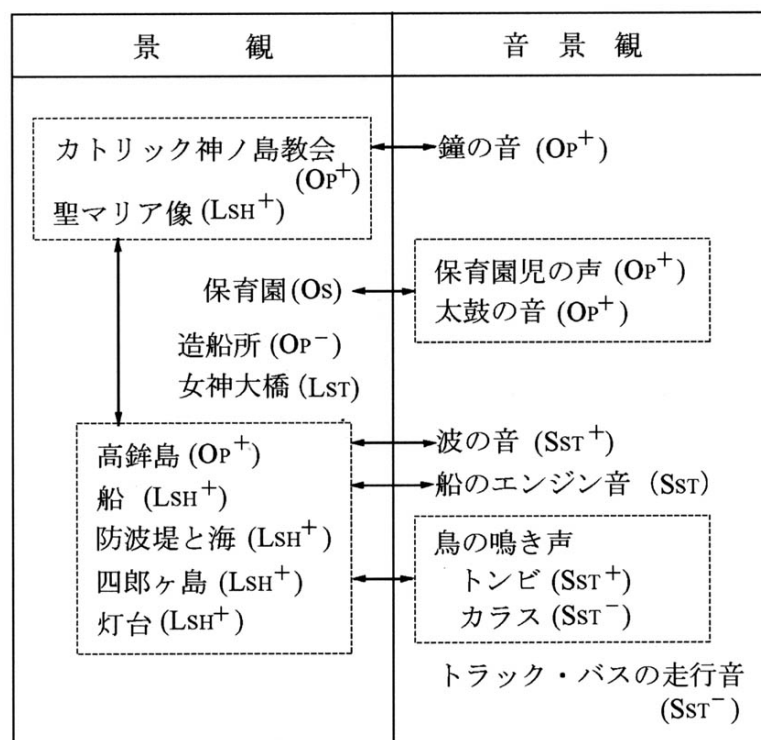 景 観
音 景 観
カトリック神ノ島教会
(OP⁺)
聖マリア像(LSH⁺)
鐘の音 (OP⁺)
保育園(OS)
保育園児の声(OP⁺)
太鼓の音(OP⁺)
造船所(OP⁻)
女神大橋(LST)
高鉾島(OP⁺)
船 (LSH⁺)
防波堤と海 (LSH⁺)
四郎ヶ島 (LSH⁺)
灯台(LSH⁺)
波の音 (SST⁺)
船のエンジン音 (SST)
鳥の鳴き声
トンビ(SST⁺)
カラス(SST⁻)
トラック・バスの走行音
(SST⁻)